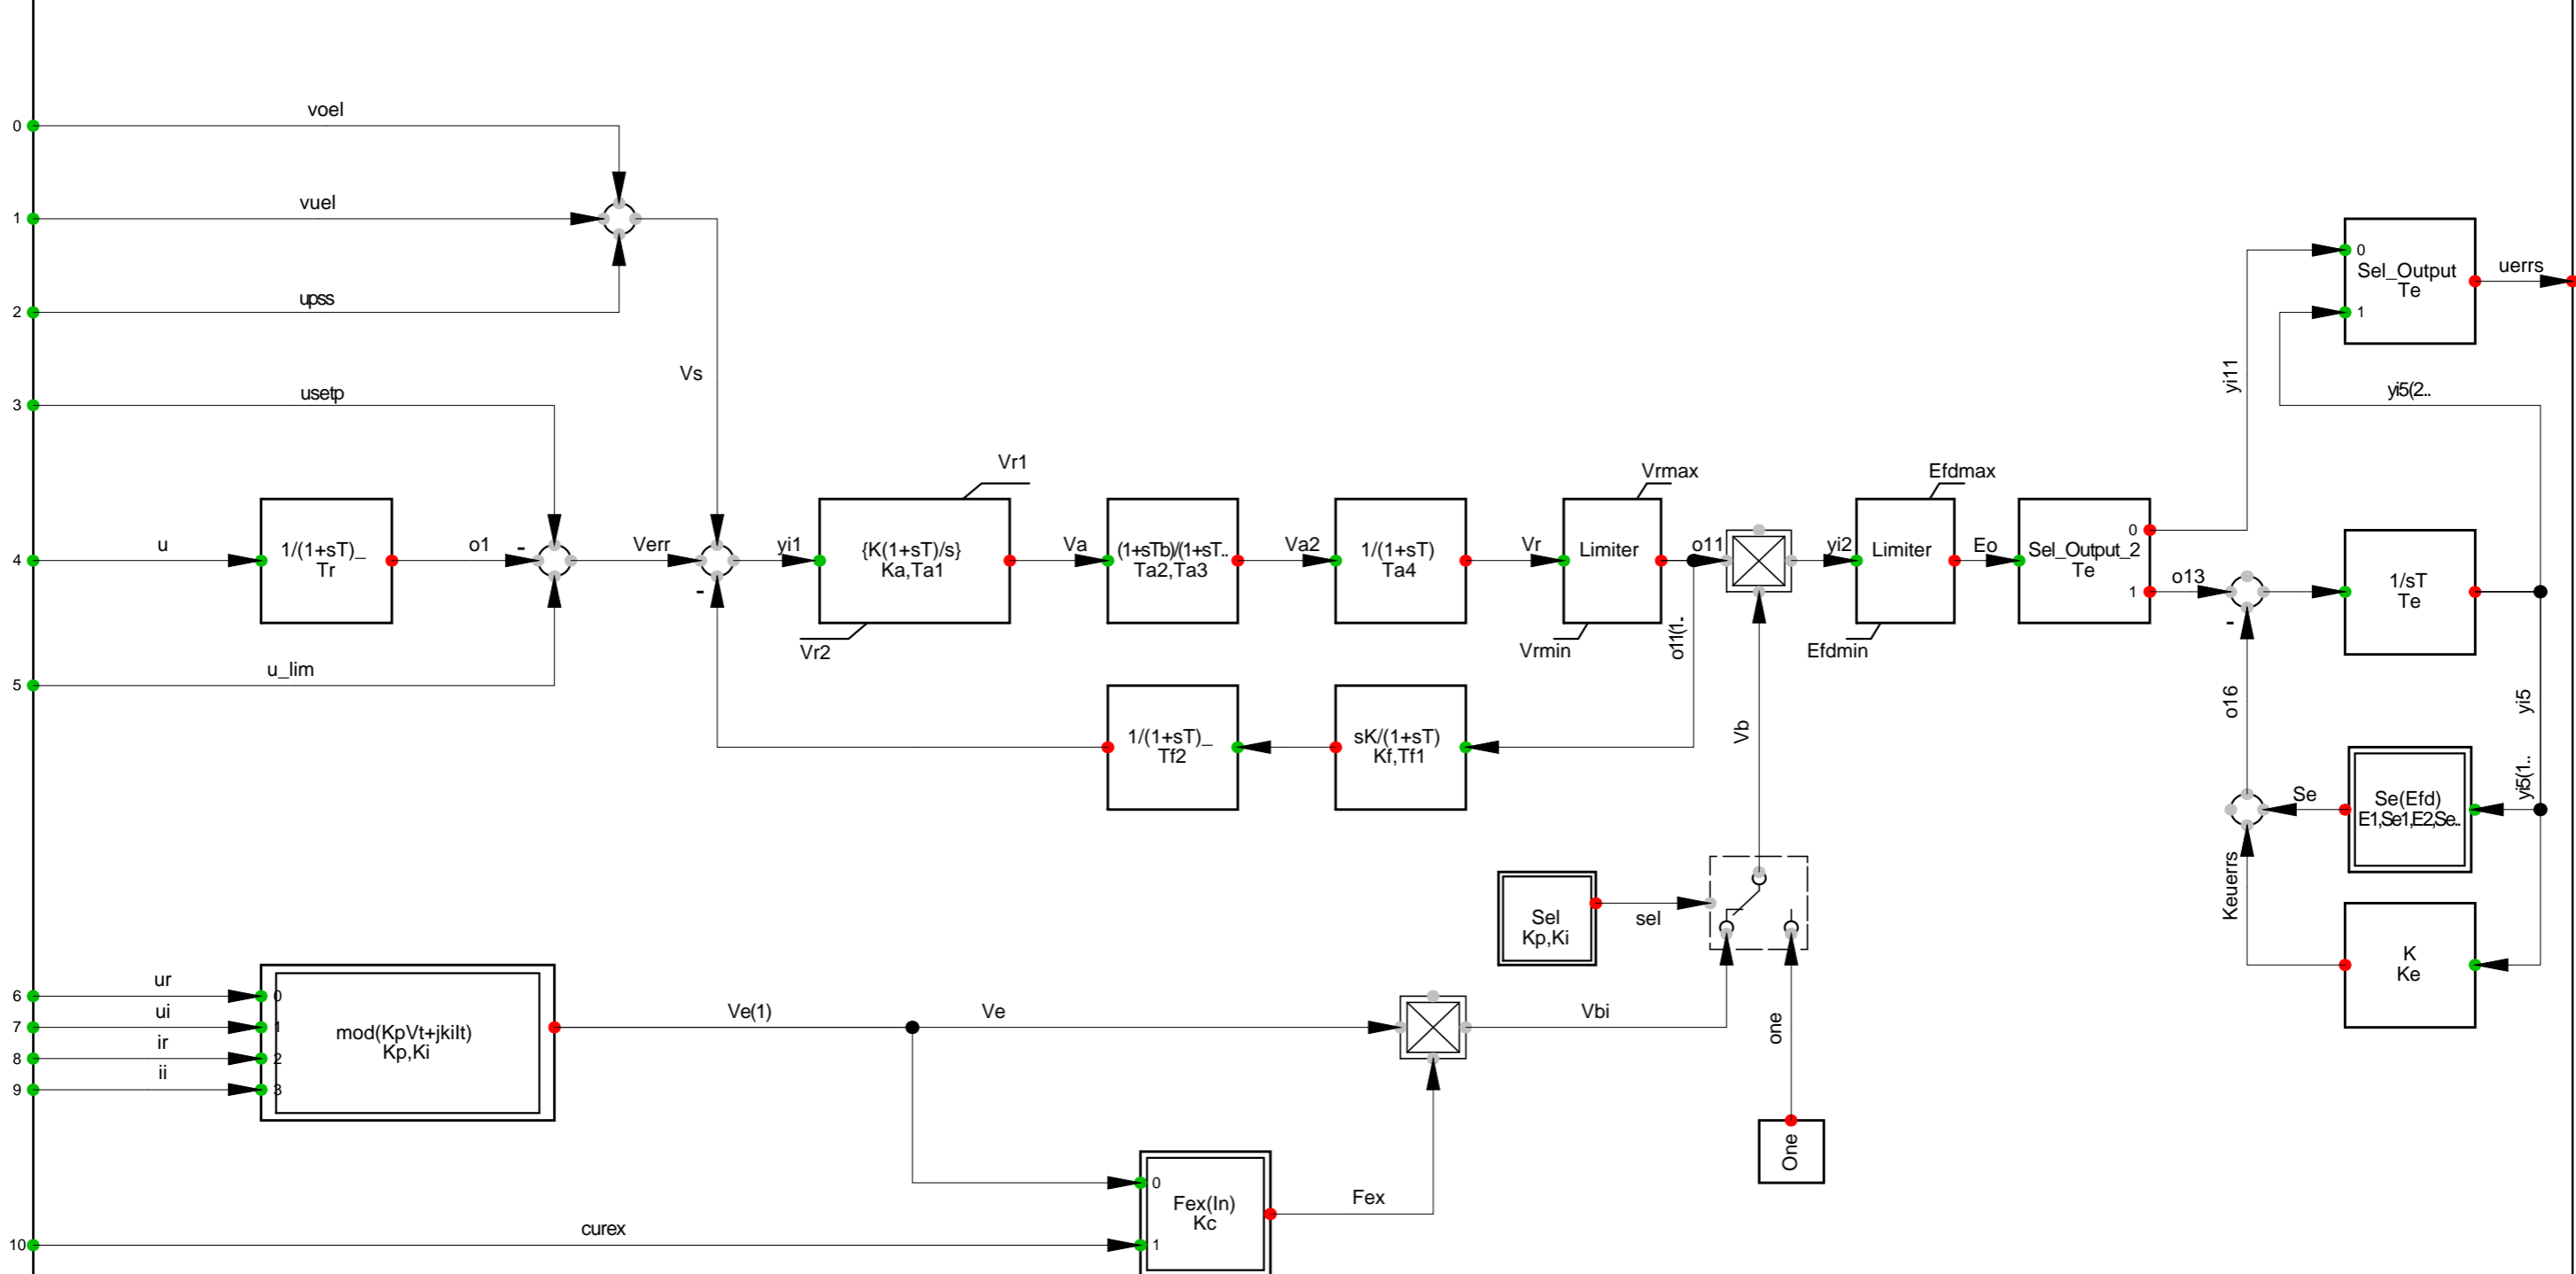 0
voel
1
vuel
2
upss
Vs
3
usetp
4
u
1/(1+sT)_
Tr
o1
-
Verr
-
yi1
Vr1
{K(1+sT)/s}
Ka,Ta1
Vr2
Va
(1+sTb)/(1+sT..
Ta2,Ta3
Va2
1/(1+sT)
Ta4
Vr
Vrmax
Limiter
Vrmin
o11
o11(1.
yi2
Efdmax
Limiter
Efdmin
Eo
Sel_Output_2
Te
0
1
yi11
0
Sel_Output
Te
1
uerrs
yi5(2..
o13
-
1/sT
Te
o16
yi5
yi5(1..
5
u_lim
1/(1+sT)_
Tf2
sK/(1+sT)
Kf,Tf1
Vb
Se
Se(Efd)
E1,Se1,E2,Se..
Keuerrs
K
Ke
Sel
Kp,Ki
sel
6
ur
0
7
ui
1
8
ir
2
9
ii
3
mod(KpVt+jkiIt)
Kp,Ki
Ve(1)
Ve
Vbi
one
One
0
Fex(In)
Kc
1
Fex
10
curex